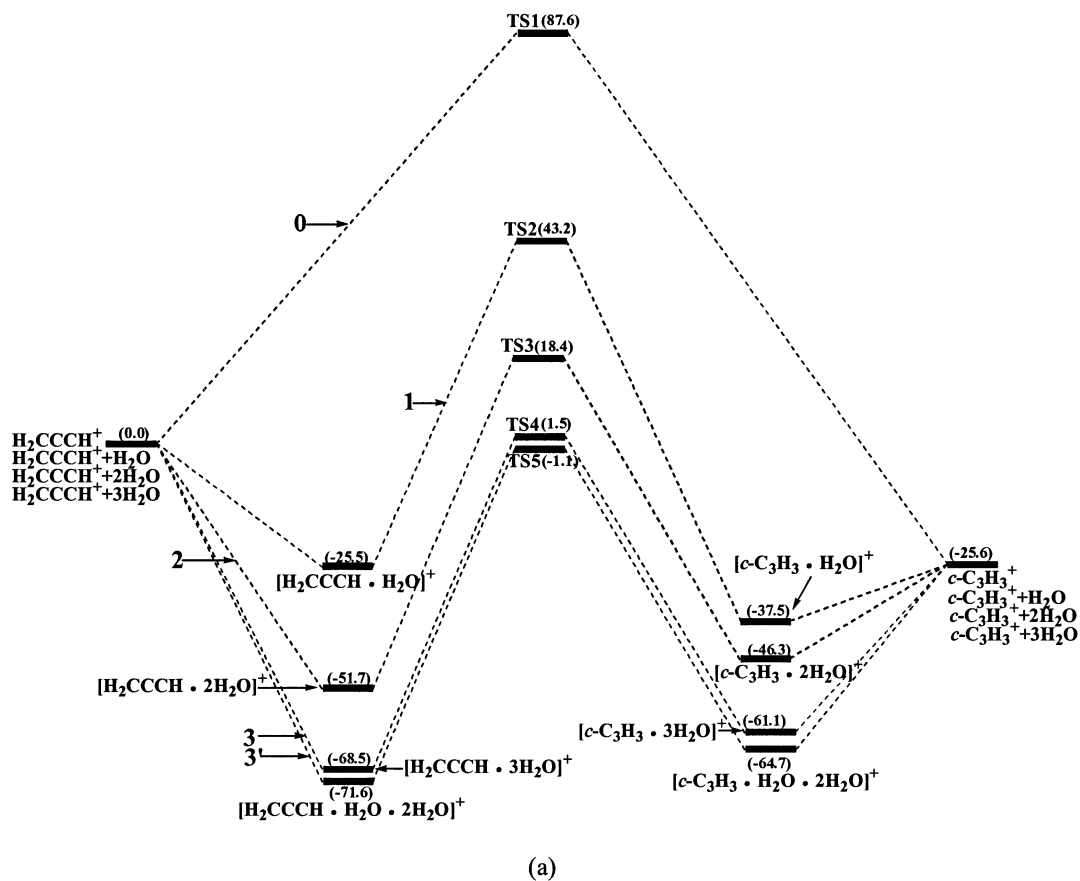 TS1(87.6)
0
TS2(43.2)
TS3(18.4)
1
TS4(1.5)
(0.0)
H₂CCCH⁺
H₂CCCH⁺+H₂O
H₂CCCH⁺+2H₂O
H₂CCCH⁺+3H₂O
TS5(-1.1)
2
(-25.5)
[H₂CCCH · H₂O]⁺
[c-C₃H₃ · H₂O]⁺
(-25.6)
c-C₃H₃⁺
c-C₃H₃⁺+H₂O
c-C₃H₃⁺+2H₂O
c-C₃H₃⁺+3H₂O
(-37.5)
(-46.3)
[c-C₃H₃ · 2H₂O]⁺
[H₂CCCH · 2H₂O]⁺
(-51.7)
3
3'
[c-C₃H₃ · 3H₂O]⁺
(-61.1)
(-68.5)
[H₂CCCH · 3H₂O]⁺
(-64.7)
[c-C₃H₃ · H₂O · 2H₂O]⁺
(-71.6)
[H₂CCCH · H₂O · 2H₂O]⁺
(a)